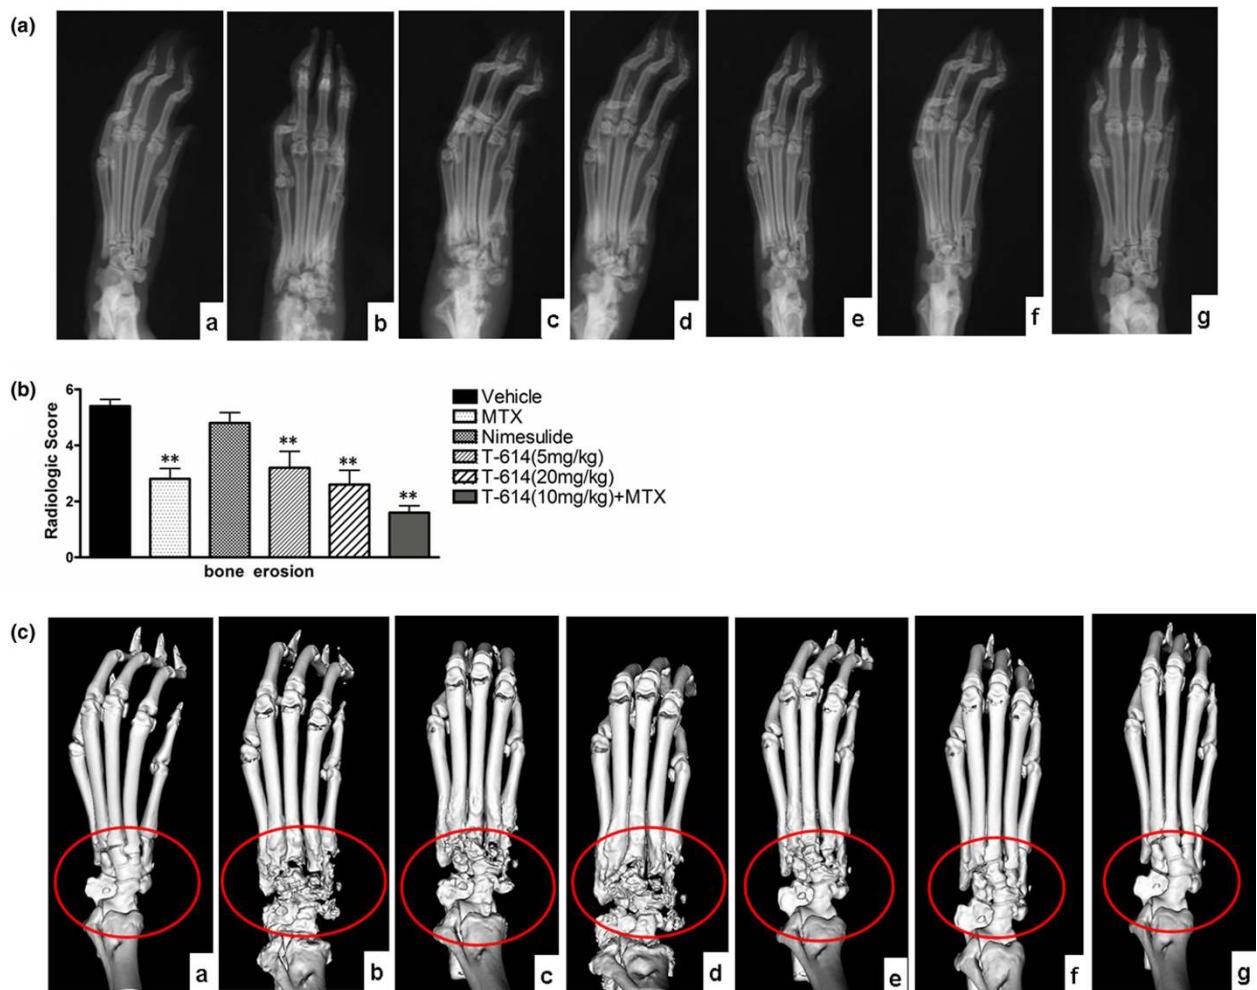 (a)
a b c d e f g
(b)
Radiologic Score
6
4
2
0
** ** ** **
bone erosion
Vehicle
MTX
Nimesulide
T-614(5mg/kg)
T-614(20mg/kg)
T-614(10mg/kg)+MTX
(c)
a b c d e f g